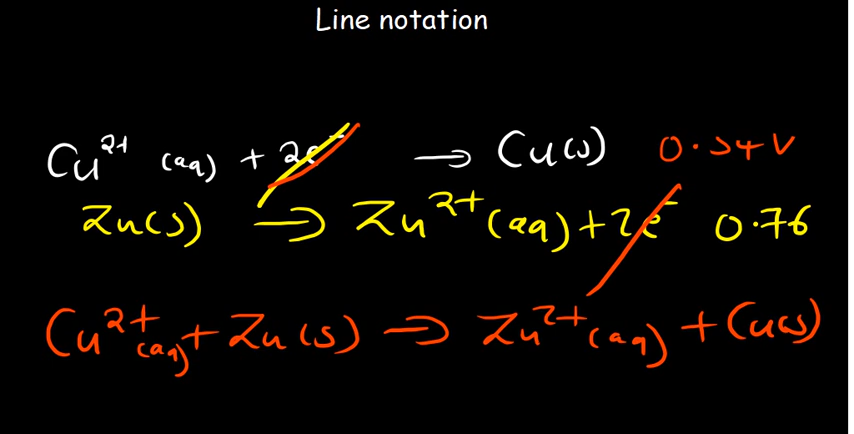 Line notation
Cu²⁺ (aq) + 2e⁻ → Cu(s) 0.34V
Zn(s) → Zn²⁺(aq) + 2e⁻ 0.76
Cu²⁺(aq) + Zn(s) → Zn²⁺(aq) + Cu(s)